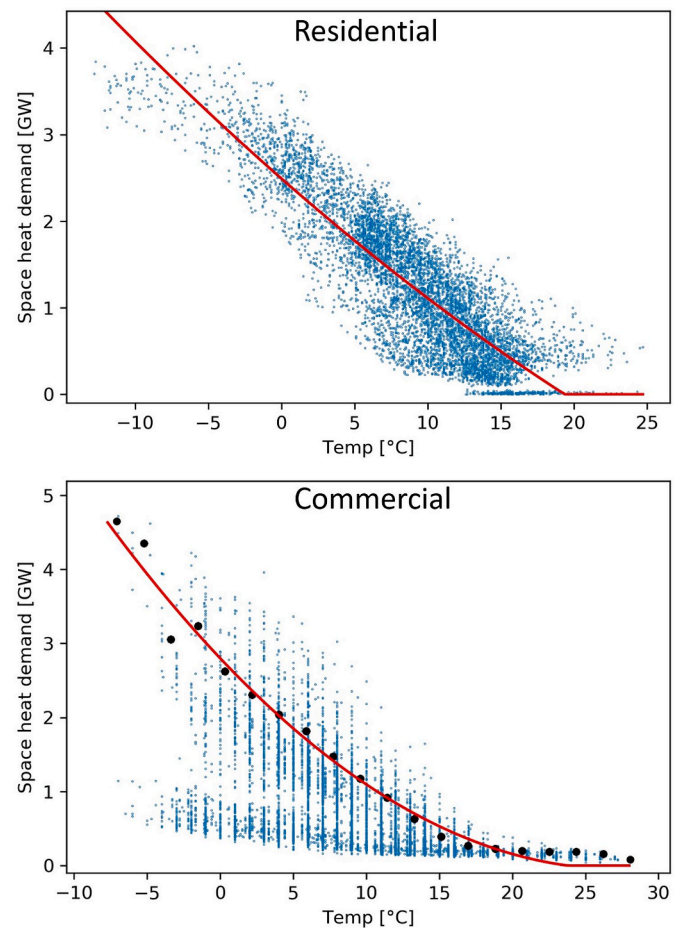 Residential
4
3
2
1
0
Space heat demand [GW]
−10 −5 0 5 10 15 20 25
Temp [°C]
Commercial
5
4
3
2
1
0
Space heat demand [GW]
−10 −5 0 5 10 15 20 25 30
Temp [°C]